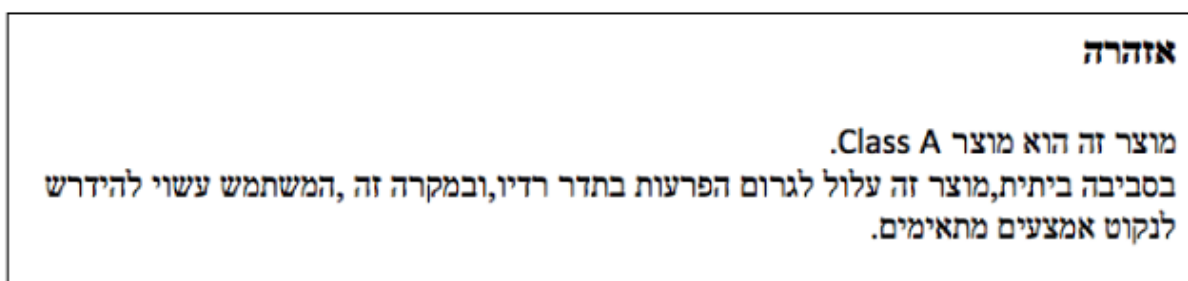 אזהרה
מוצר זה הוא מוצר Class A.
בסביבה ביתית,מוצר זה עלול לגרום הפרעות בתדר רדיו,ובמקרה זה ,המשתמש עשוי להידרש
לנקוט אמצעים מתאימים.